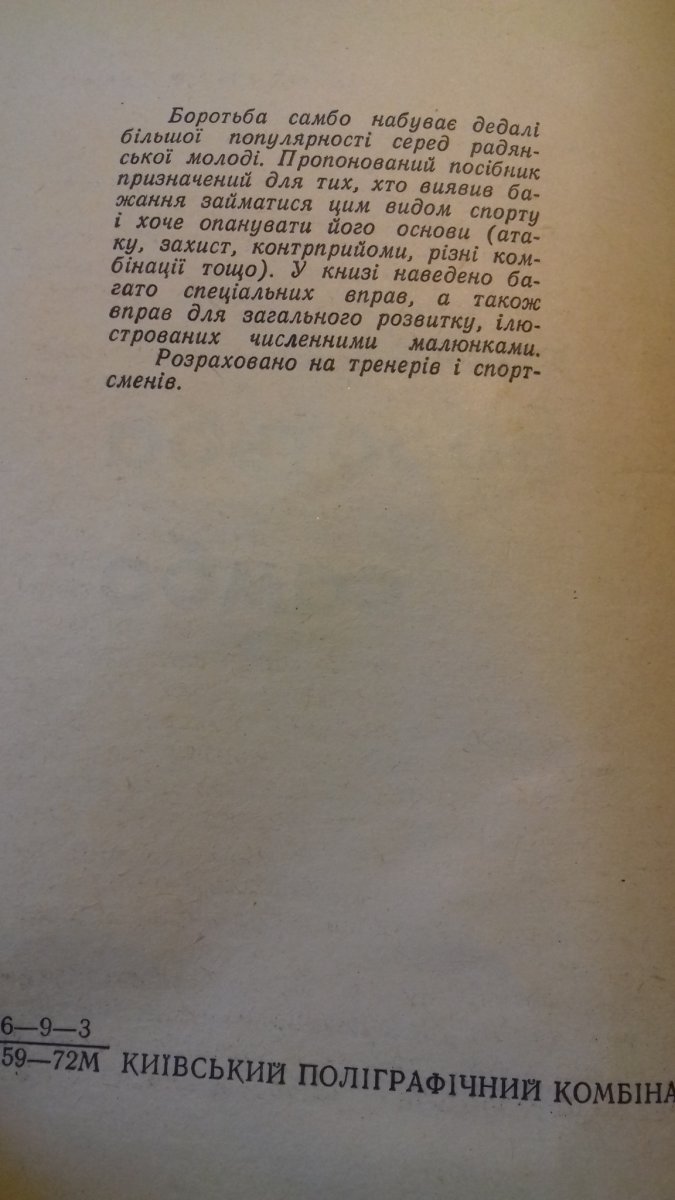 Боротьба самбо набуває дедалі
більшої популярності серед радян-
ської молоді. Пропонований посібник
призначений для тих, хто виявив ба-
жання займатися цим видом спорту
і хоче опанувати його основи (ата-
ку, захист, контрприйоми, різні ком-
бінації тощо). У книзі наведено ба-
гато спеціальних вправ, а також
вправ для загального розвитку, ілю-
строваних численними малюнками.
Розраховано на тренерів і спорт-
сменів.
6—9—3
59—72М КИЇВСЬКИЙ ПОЛІГРАФІЧНИЙ КОМБІНА